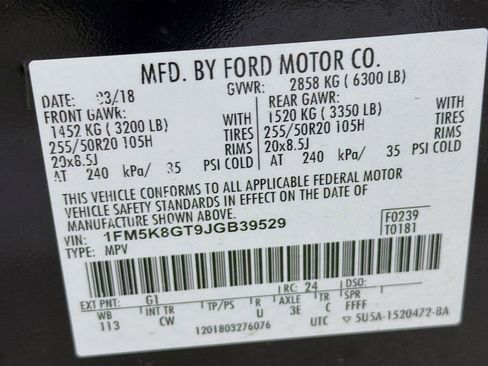 MFD. BY FORD MOTOR CO.
DATE: 03/18 GVWR: 2858 KG ( 6300 LB)
FRONT GAWR: REAR GAWR:
1452 KG ( 3200 LB) WITH 1520 KG ( 3350 LB) WITH
255/50R20 105H TIRES 255/50R20 105H TIRES
20x8.5J RIMS 20x8.5J RIMS
AT 240 kPa/ 35 PSI COLD AT 240 kPa/ 35 PSI COLD
THIS VEHICLE CONFORMS TO ALL APPLICABLE FEDERAL MOTOR
VEHICLE SAFETY STANDARDS IN EFFECT ON THE DATE OF MANUFACTURE
SHOWN ABOVE.
VIN: 1FM5K8GT9JGB39529 F0239
TYPE: MPV T0181
EXT PNT: G1 RC: 24 DSO:
WB INT TR TP/PS R AXLE TR SPR
113 CW U 3E C FFFF
1201803276076 UTC ▽ 5U5A-1520472-BA